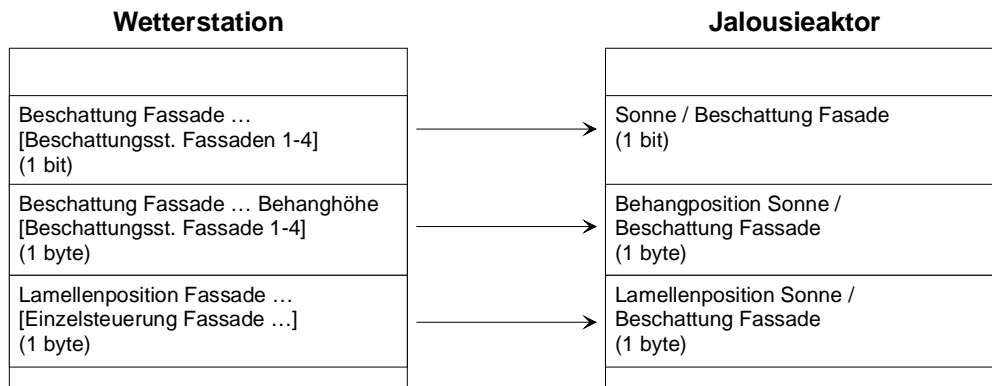 Wetterstation
Jalousieaktor
Beschattung Fassade …
[Beschattungsst. Fassaden 1-4]
(1 bit)
Sonne / Beschattung Fasade
(1 bit)
Beschattung Fassade … Behanghöhe
[Beschattungsst. Fassade 1-4]
(1 byte)
Behangposition Sonne /
Beschattung Fassade
(1 byte)
Lamellenposition Fassade …
[Einzelsteuerung Fassade …]
(1 byte)
Lamellenposition Sonne /
Beschattung Fassade
(1 byte)